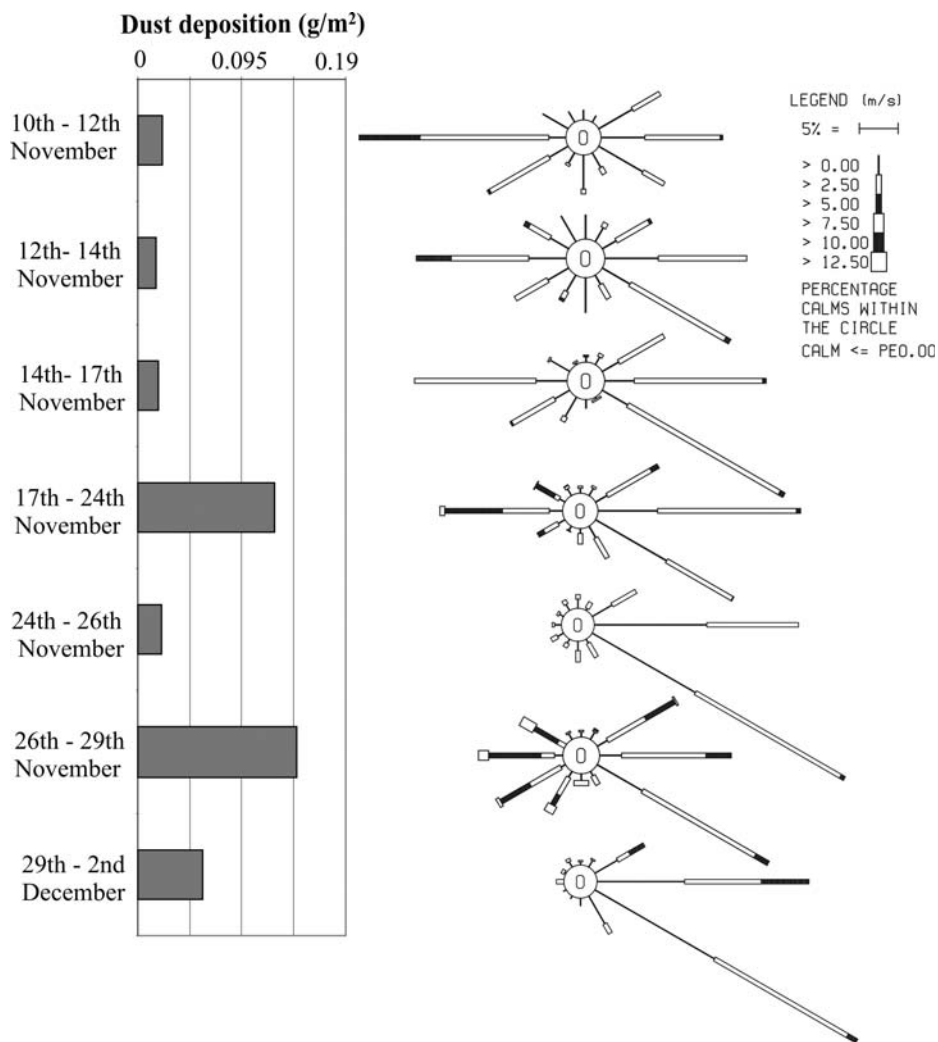 Dust deposition (g/m²)
0 0.095 0.19
10th - 12th
November
12th- 14th
November
14th- 17th
November
17th - 24th
November
24th - 26th
November
26th - 29th
November
29th - 2nd
December
0
0
0
0
0
0
0
LEGEND (m/s)
5% =
> 0.00
> 2.50
> 5.00
> 7.50
> 10.00
> 12.50
PERCENTAGE
CALMS WITHIN
THE CIRCLE
CALM <= PE0.00